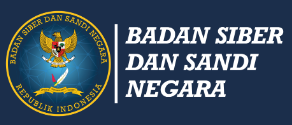 BADAN SIBER DAN SANDI NEGARA
REPUBLIK INDONESIA
BADAN SIBER
DAN SANDI
NEGARA